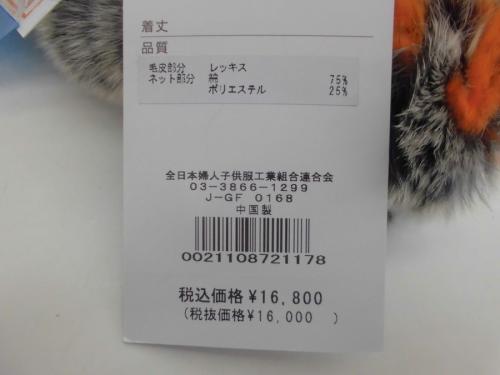 着丈
品質
毛皮部分 レッキス
ネット部分 綿 75%
ポリエステル 25%
全日本婦人子供服工業組合連合会
03-3866-1299
J-GF 0168
中国製
0021108721178
税込価格¥16,800
(税抜価格¥16,000 )